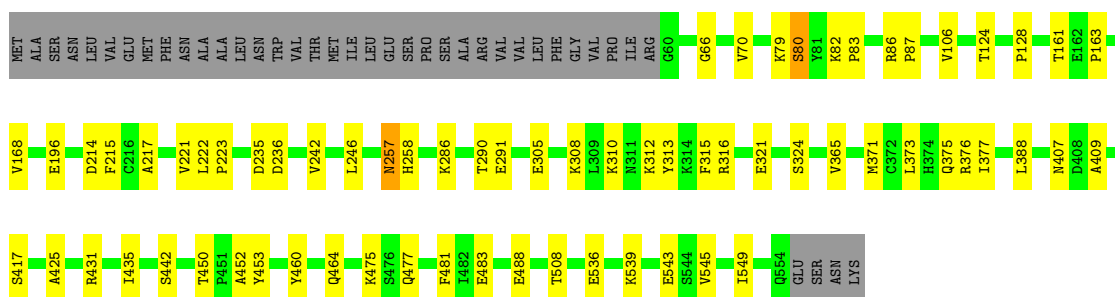 MET ALA SER ASN LEU VAL GLU MET PHE ASN ALA ALA LEU ASN TRP VAL THR MET ILE LEU GLU SER PRO SER ALA ARG VAL VAL LEU PHE GLY VAL PRO ILE ARG G60 G66 V70 K79 S80 Y81 K82 P83 R86 P87 V106 T124 P128 T161 E162 P163
V168 E196 D214 F215 C216 A217 V221 L222 P223 D235 D236 V242 L246 N257 H258 K286 T290 E291 E305 K308 L309 K310 N311 K312 Y313 K314 F315 R316 E321 S324 V365 M371 C372 L373 H374 Q375 R376 I377 L388 N407 D408 A409
S417 A425 R431 I435 S442 T450 P451 A452 Y453 Y460 Q464 K475 S476 Q477 F481 I482 E483 E488 T508 E536 K539 E543 S544 V545 I549 Q554 GLU SER ASN LYS